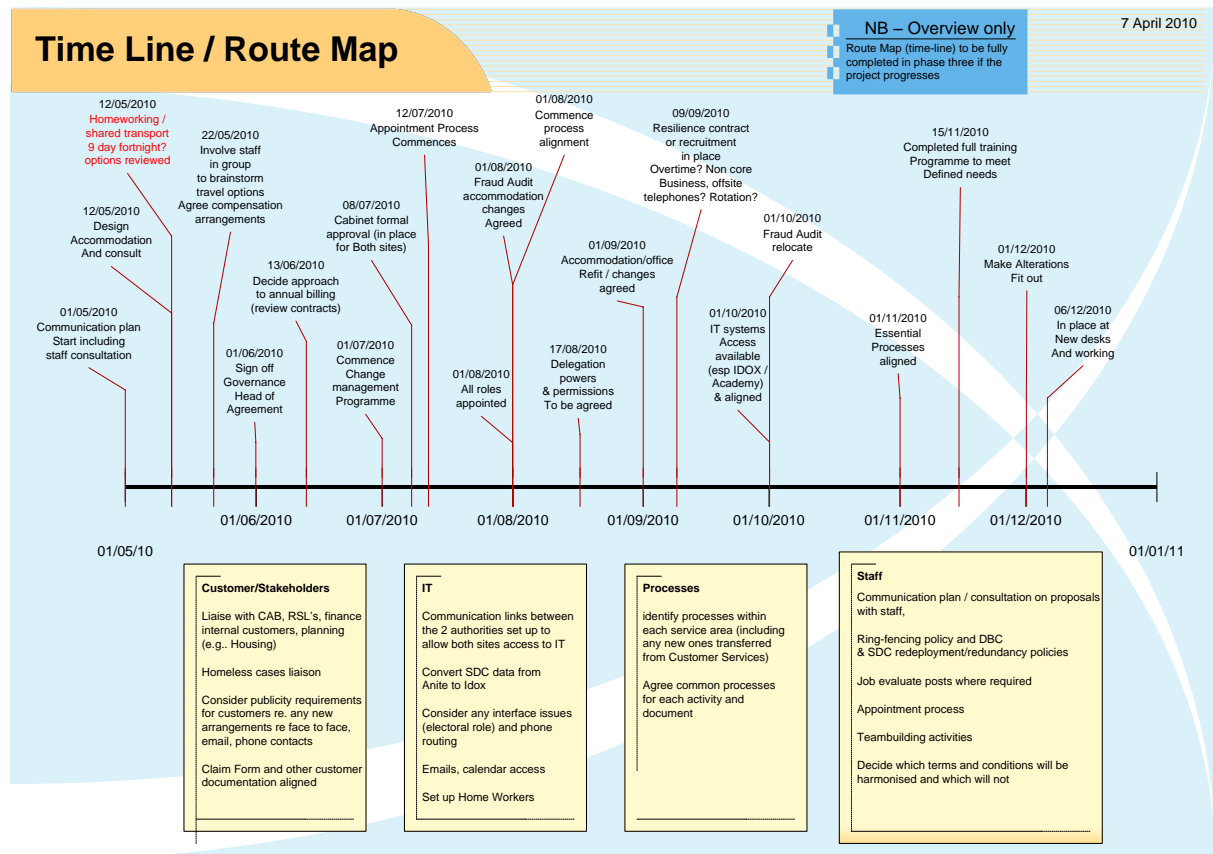 Time Line / Route Map
NB – Overview only
Route Map (time-line) to be fully
completed in phase three if the
project progresses
7 April 2010
12/05/2010
Homeworking /
shared transport
9 day fortnight?
options reviewed
22/05/2010
Involve staff
in group
to brainstorm
travel options
Agree compensation
arrangements
12/07/2010
Appointment Process
Commences
01/08/2010
Commence
process
alignment
09/09/2010
Resilience contract
or recruitment
in place
Overtime? Non core
Business, offsite
telephones? Rotation?
15/11/2010
Completed full training
Programme to meet
Defined needs
12/05/2010
Design
Accommodation
And consult
08/07/2010
Cabinet formal
approval (in place
for Both sites)
01/08/2010
Fraud Audit
accommodation
changes
Agreed
01/10/2010
Fraud Audit
relocate
13/06/2010
Decide approach
to annual billing
(review contracts)
01/09/2010
Accommodation/office
Refit / changes
agreed
01/12/2010
Make Alterations
Fit out
01/05/2010
Communication plan
Start including
staff consultation
01/06/2010
Sign off
Governance
Head of
Agreement
01/07/2010
Commence
Change
management
Programme
01/08/2010
All roles
appointed
17/08/2010
Delegation
powers
& permissions
To be agreed
01/10/2010
IT systems
Access
available
(esp IDOX /
Academy)
& aligned
01/11/2010
Essential
Processes
aligned
06/12/2010
In place at
New desks
And working
01/06/2010
01/07/2010
01/08/2010
01/09/2010
01/10/2010
01/11/2010
01/12/2010
01/05/10
01/01/11
Customer/Stakeholders
Liaise with CAB, RSL's, finance
internal customers, planning
(e.g.. Housing)
Homeless cases liaison
Consider publicity requirements
for customers re. any new
arrangements re face to face,
email, phone contacts
Claim Form and other customer
documentation aligned
IT
Communication links between
the 2 authorities set up to
allow both sites access to IT
Convert SDC data from
Anite to Idox
Consider any interface issues
(electoral role) and phone
routing
Emails, calendar access
Set up Home Workers
Processes
identify processes within
each service area (including
any new ones transferred
from Customer Services)
Agree common processes
for each activity and
document
Staff
Communication plan / consultation on proposals
with staff,
Ring-fencing policy and DBC
& SDC redeployment/redundancy policies
Job evaluate posts where required
Appointment process
Teambuilding activities
Decide which terms and conditions will be
harmonised and which will not